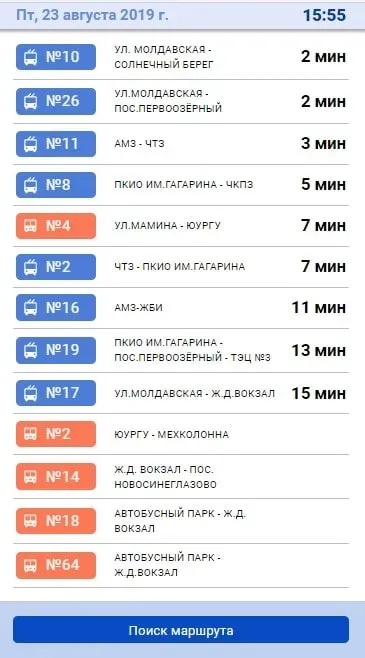 Пт, 23 августа 2019 г. 15:55
№10 УЛ. МОЛДАВСКАЯ - 2 мин
СОЛНЕЧНЫЙ БЕРЕГ
№26 УЛ.МОЛДАВСКАЯ - 2 мин
ПОС.ПЕРВООЗЁРНЫЙ
№11 АМЗ - ЧТЗ 3 мин
№8 ПКИО ИМ.ГАГАРИНА - ЧКПЗ 5 мин
№4 УЛ.МАМИНА - ЮУРГУ 7 мин
№2 ЧТЗ - ПКИО ИМ.ГАГАРИНА 7 мин
№16 АМЗ-ЖБИ 11 мин
№19 ПКИО ИМ.ГАГАРИНА - 13 мин
ПОС.ПЕРВООЗЁРНЫЙ - ТЭЦ №3
№17 УЛ.МОЛДАВСКАЯ - Ж.Д.ВОКЗАЛ 15 мин
№2 ЮУРГУ - МЕХКОЛОННА
№14 Ж.Д. ВОКЗАЛ - ПОС.
НОВОСИНЕГЛАЗОВО
№18 АВТОБУСНЫЙ ПАРК - Ж.Д.
ВОКЗАЛ
№64 АВТОБУСНЫЙ ПАРК -
Ж.Д.ВОКЗАЛ
Поиск маршрута